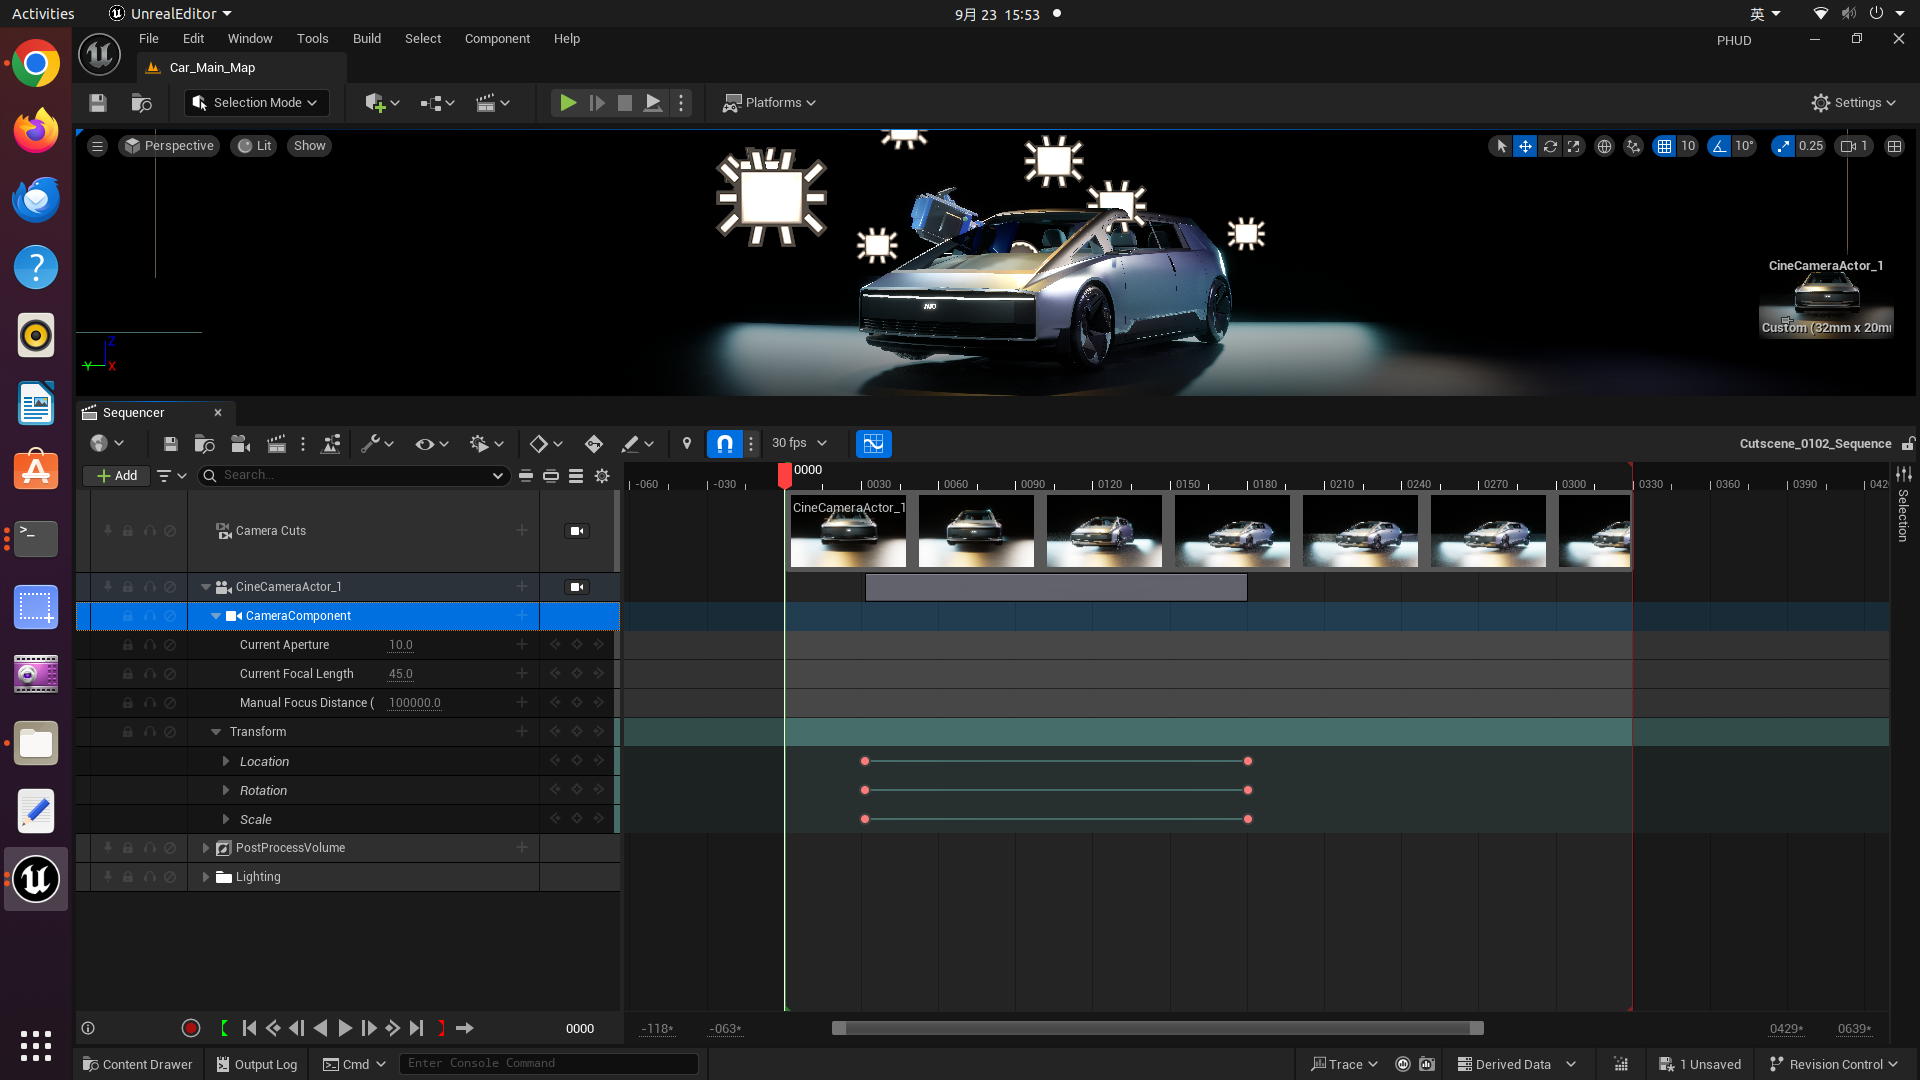 Activities
UnrealEditor
9月 23 15:53
英
File Edit Window Tools Build Select Component Help
PHUD
Car_Main_Map
Selection Mode
Platforms
Settings
Perspective Lit Show
10 10° 0.25 1
CineCameraActor_1
Custom (32mm x 20m
Z
Y X
Sequencer
30 fps
Cutscene_0102_Sequence
+ Add
Search...
0000
-060 -030 0030 0060 0090 0120 0150 0180 0210 0240 0270 0300 0330 0360 0390 042
Selection
Camera Cuts
CineCameraActor_1
CineCameraActor_1
CameraComponent
Current Aperture 10.0
Current Focal Length 45.0
Manual Focus Distance ( 100000.0
Transform
Location
Rotation
Scale
PostProcessVolume
Lighting
0000
-118* -063* 0429* 0639*
Content Drawer
Output Log
Cmd
Enter Console Command
Trace
Derived Data
1 Unsaved
Revision Control